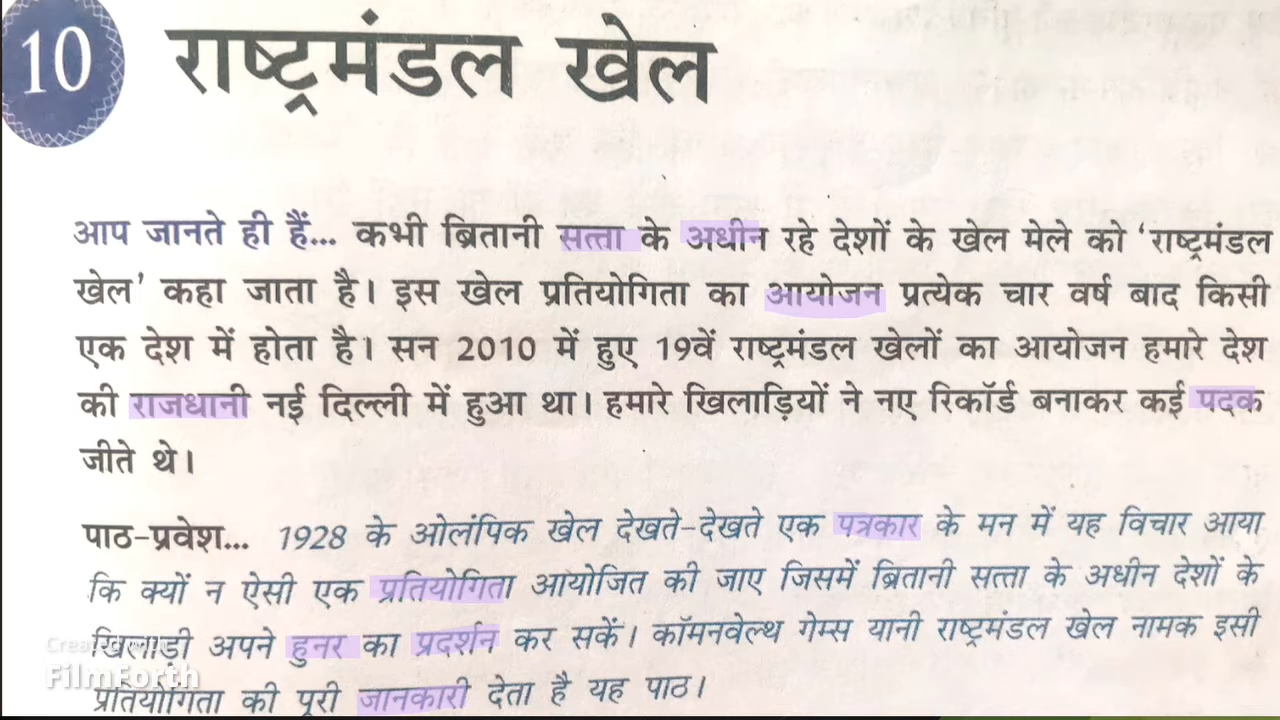 10 राष्ट्रमंडल खेल
आप जानते ही हैं... कभी ब्रितानी सत्ता के अधीन रहे देशों के खेल मेले को ‘राष्ट्रमंडल
खेल’ कहा जाता है। इस खेल प्रतियोगिता का आयोजन प्रत्येक चार वर्ष बाद किसी
एक देश में होता है। सन 2010 में हुए 19वें राष्ट्रमंडल खेलों का आयोजन हमारे देश
की राजधानी नई दिल्ली में हुआ था। हमारे खिलाड़ियों ने नए रिकॉर्ड बनाकर कई पदक
जीते थे।
पाठ-प्रवेश... 1928 के ओलंपिक खेल देखते-देखते एक पत्रकार के मन में यह विचार आया
कि क्यों न ऐसी एक प्रतियोगिता आयोजित की जाए जिसमें ब्रितानी सत्ता के अधीन देशों के
खिलाड़ी अपने हुनर का प्रदर्शन कर सकें। कॉमनवेल्थ गेम्स यानी राष्ट्रमंडल खेल नामक इसी
प्रतियोगिता की पूरी जानकारी देता है यह पाठ।
Created with
FilmForth